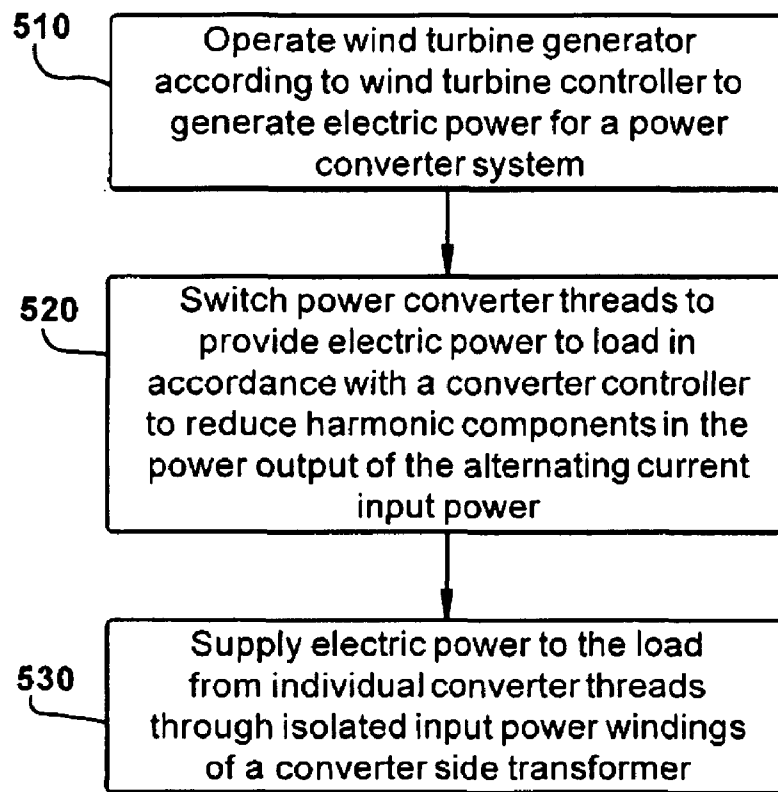 510
Operate wind turbine generator
according to wind turbine controller to
generate electric power for a power
converter system
520
Switch power converter threads to
provide electric power to load in
accordance with a converter controller
to reduce harmonic components in the
power output of the alternating current
input power
530
Supply electric power to the load
from individual converter threads
through isolated input power windings
of a converter side transformer